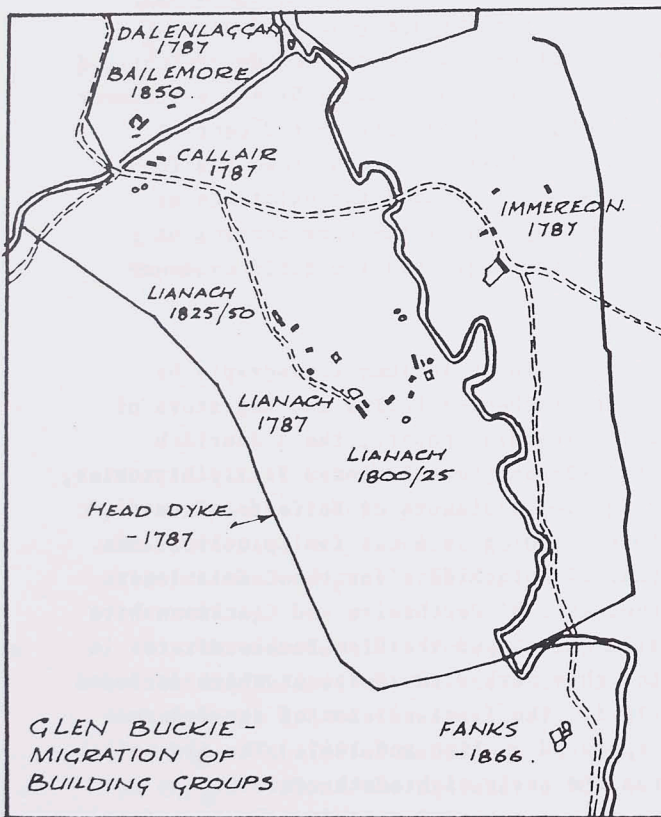 DALENLAGGAN
1787
BAILEMORE
1850.
CALLAIR
1787
IMMEREON.
1787
LIANACH
1825/50
LIANACH
1787
LIANACH
1800/25
HEAD DYKE
-1787
GLEN BUCKIE -
MIGRATION OF
BUILDING GROUPS
FANKS
-1866.